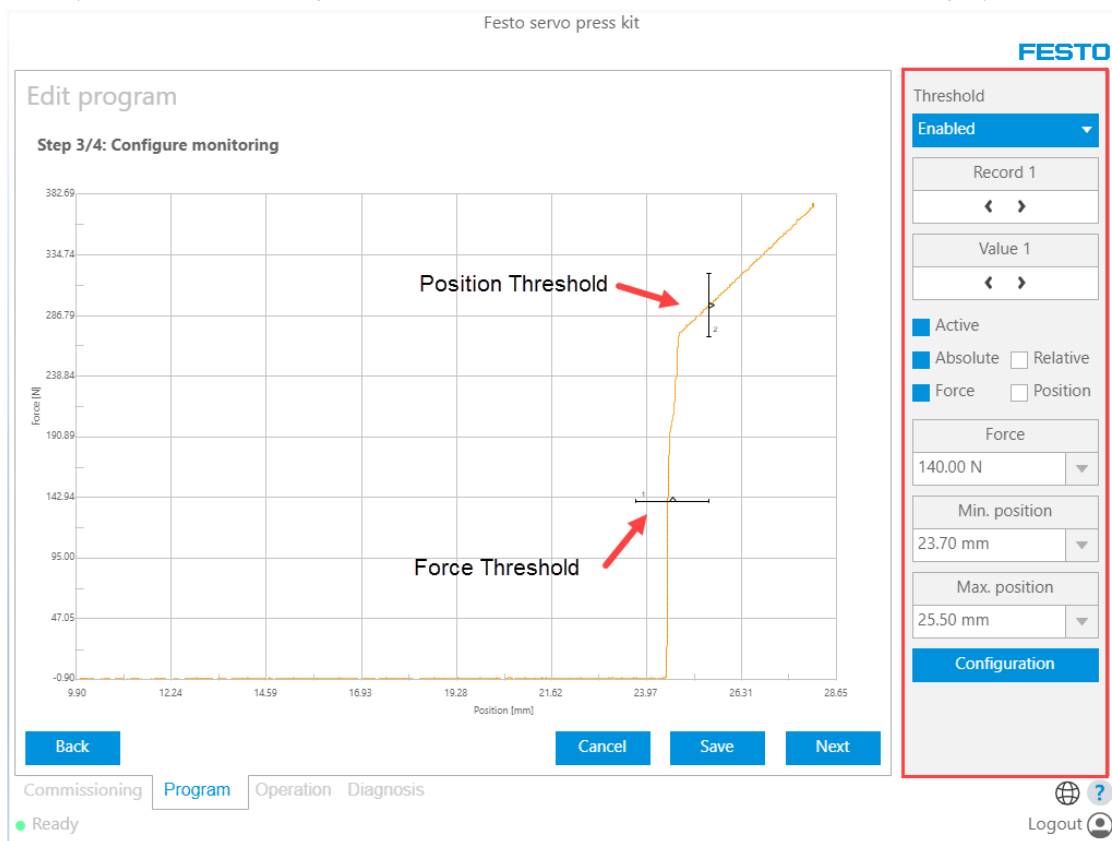 Festo servo press kit
FESTO
Edit program
Step 3/4: Configure monitoring
382.69
334.74
286.79
238.84
190.89
142.94
95.00
47.05
-0.90
Force [N]
9.90 12.24 14.59 16.93 19.28 21.62 23.97 26.31 28.65
Position [mm]
Position Threshold
2
1
Force Threshold
Back Cancel Save Next
Threshold
Enabled
Record 1
Value 1
Active
Absolute Relative
Force Position
Force
140.00 N
Min. position
23.70 mm
Max. position
25.50 mm
Configuration
Commissioning Program Operation Diagnosis
?
Ready
Logout